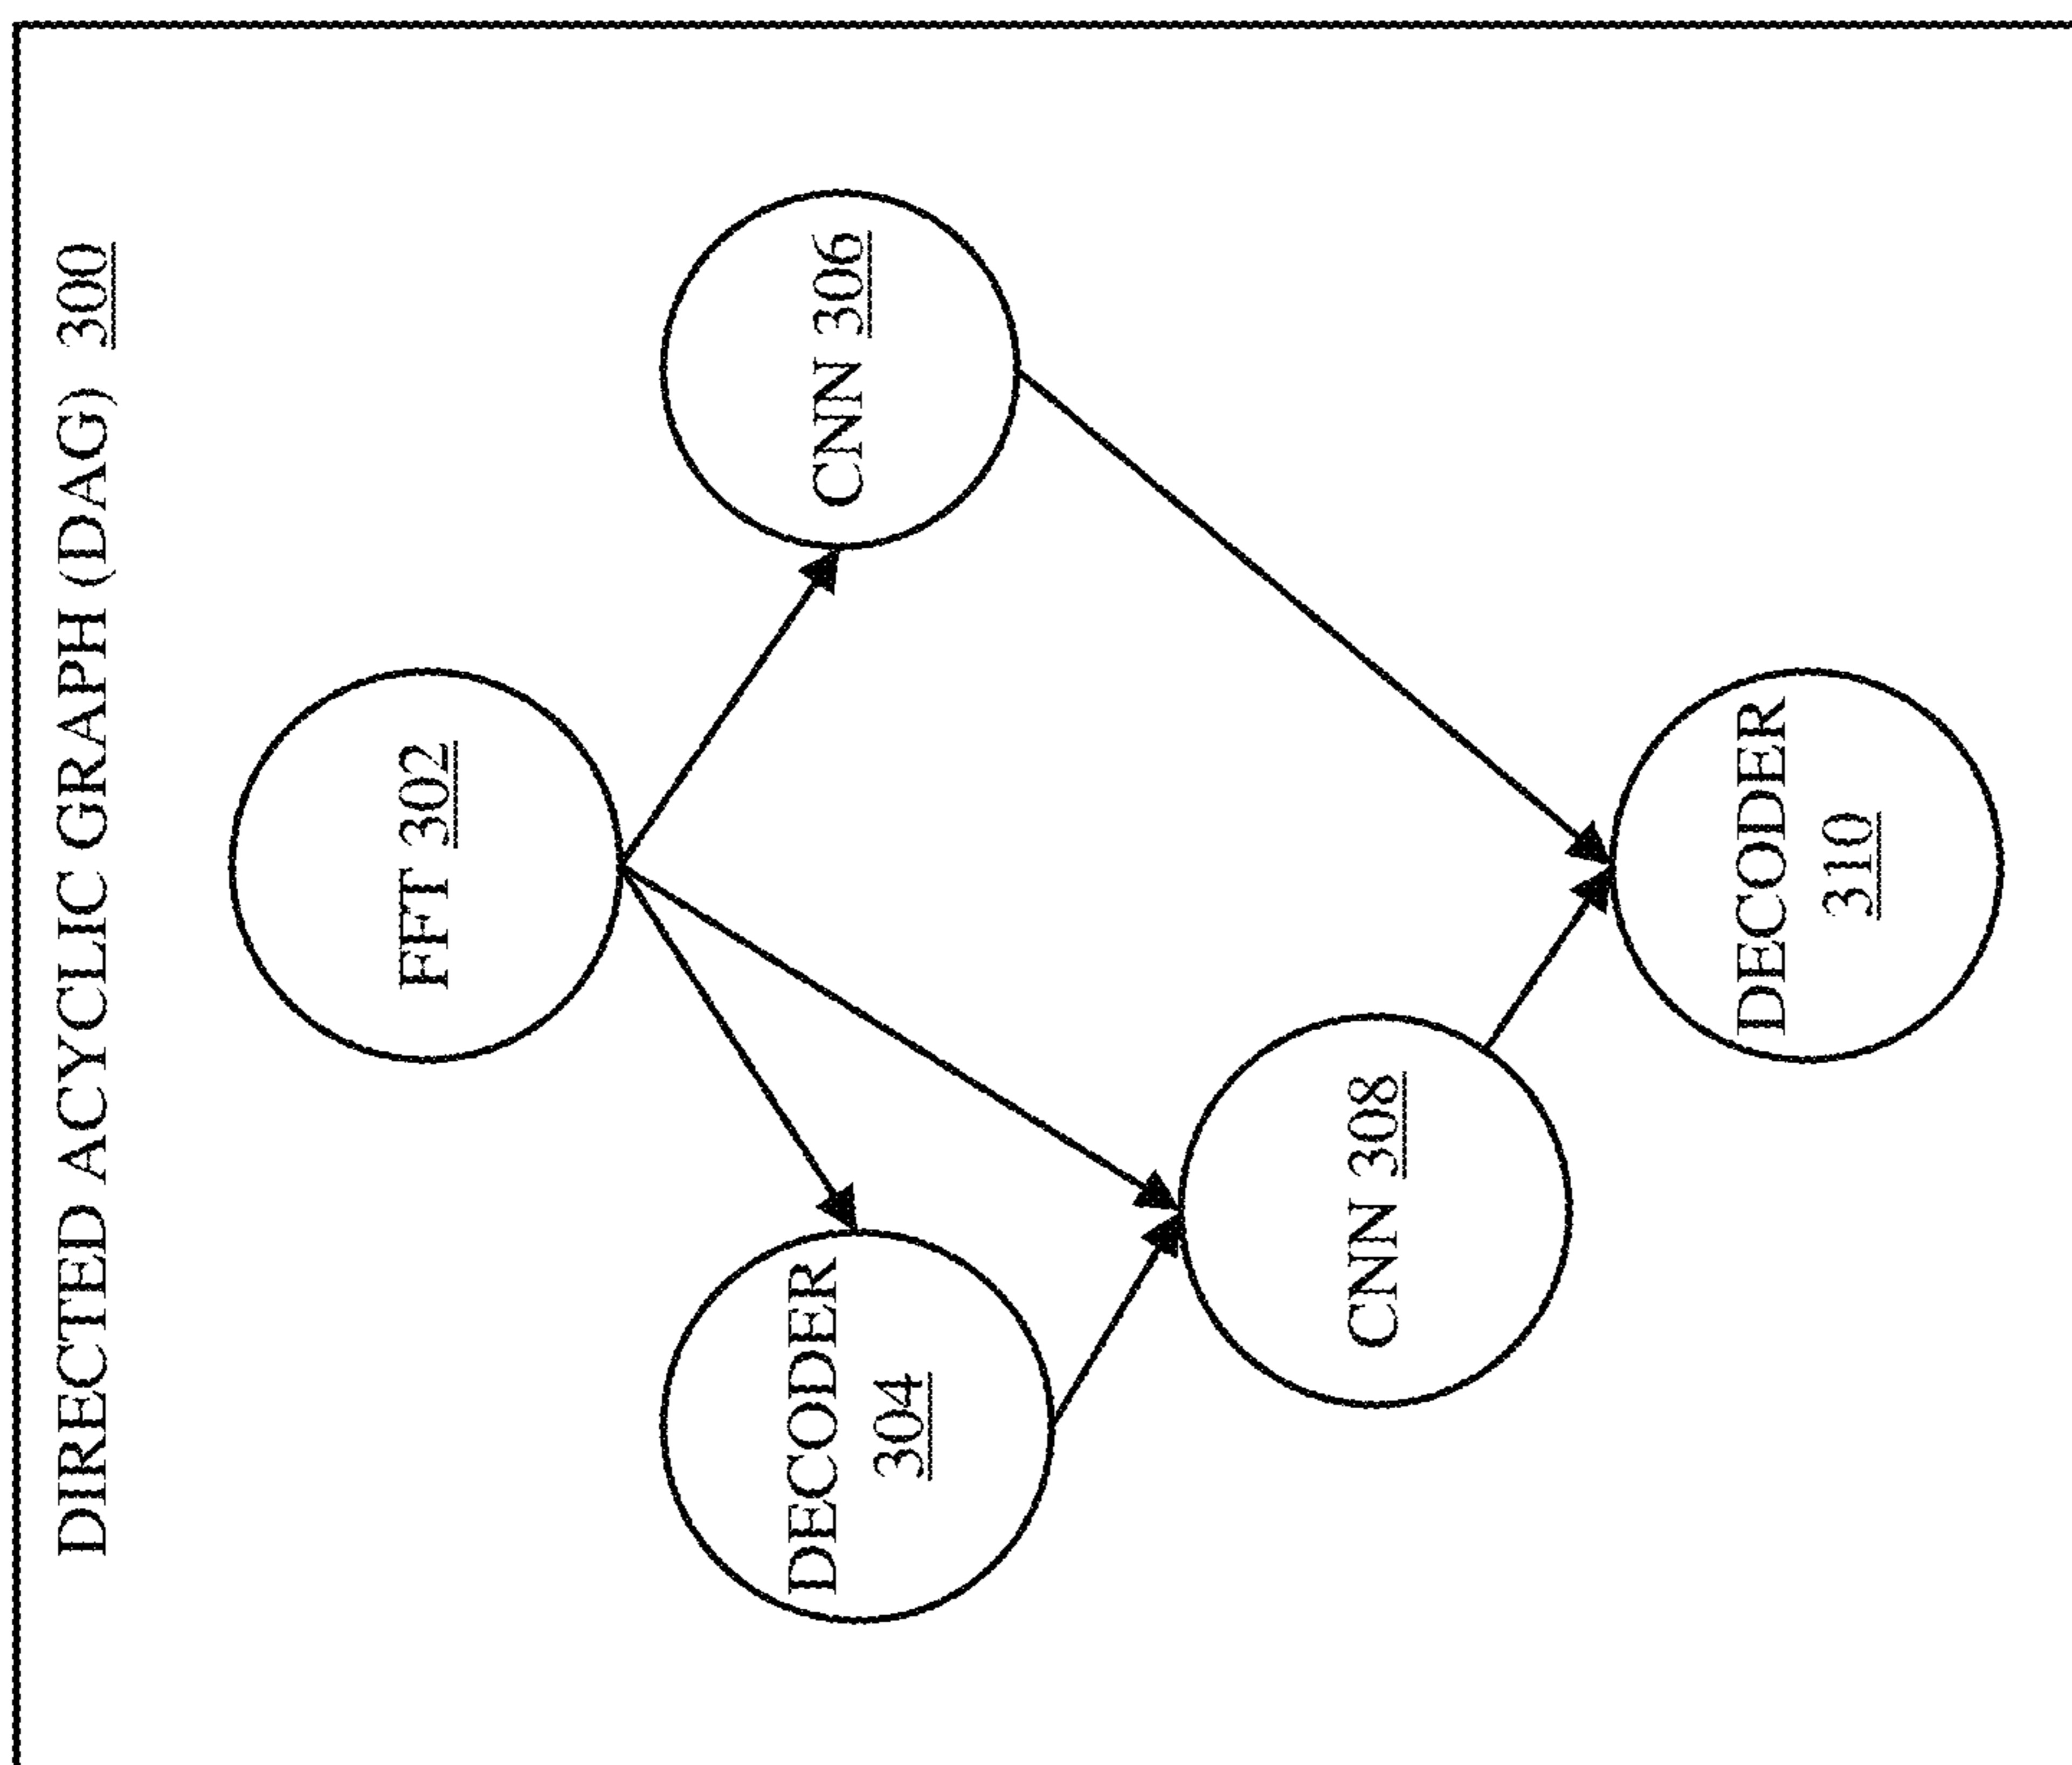 DIRECTED ACYCLIC GRAPH (DAG) 300
FFT 302
DECODER
304
CNN 306
CNN 308
DECODER
310